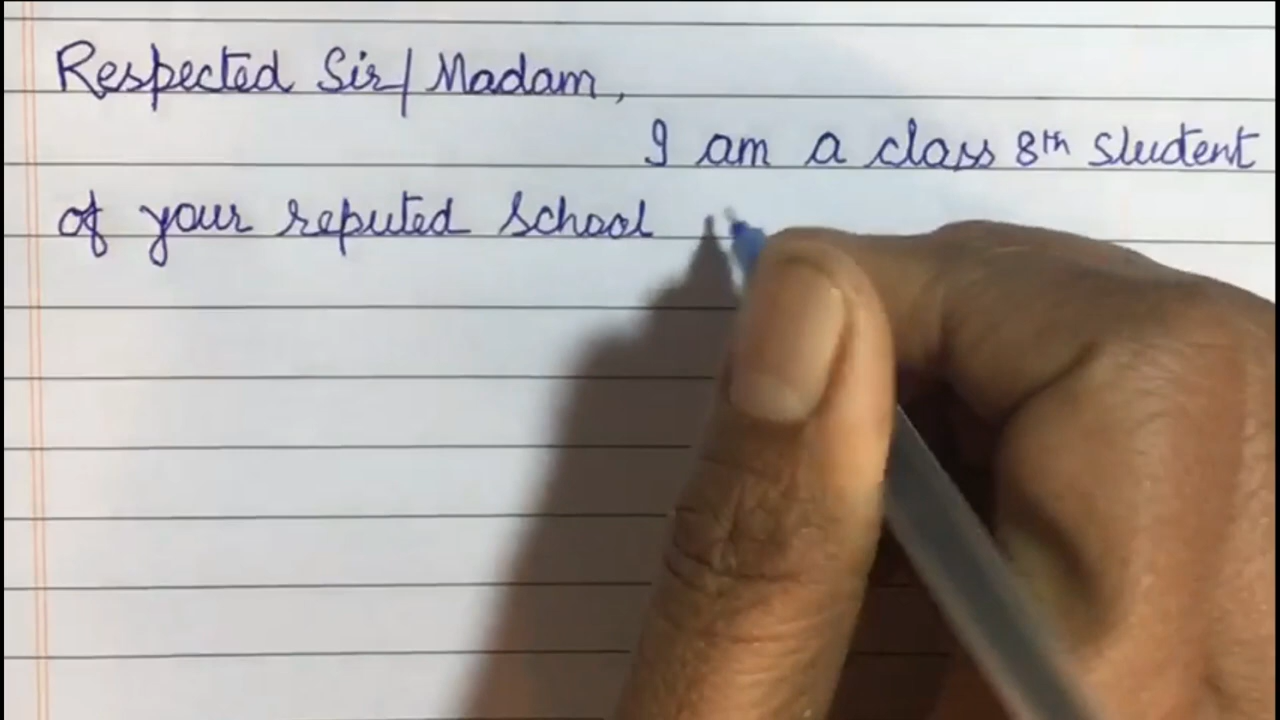 Respected Sir/Madam,
I am a class 8th student
of your reputed school